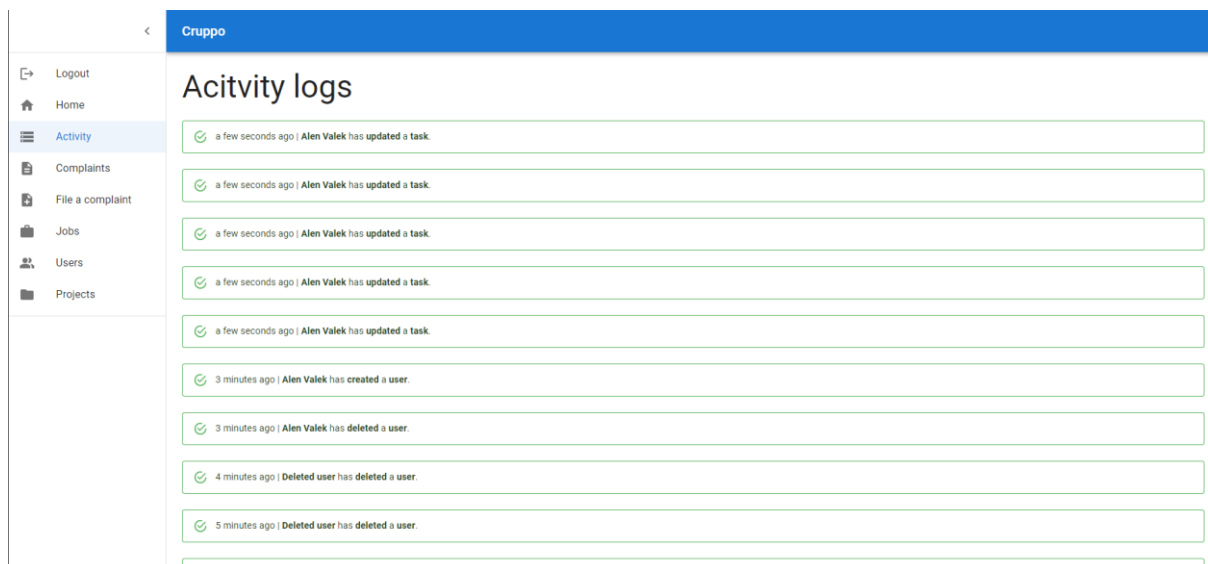 Cruppo
Logout
Home
Activity
Complaints
File a complaint
Jobs
Users
Projects
Acitvity logs
a few seconds ago | Alen Valek has updated a task.
a few seconds ago | Alen Valek has updated a task.
a few seconds ago | Alen Valek has updated a task.
a few seconds ago | Alen Valek has updated a task.
a few seconds ago | Alen Valek has updated a task.
3 minutes ago | Alen Valek has created a user.
3 minutes ago | Alen Valek has deleted a user.
4 minutes ago | Deleted user has deleted a user.
5 minutes ago | Deleted user has deleted a user.